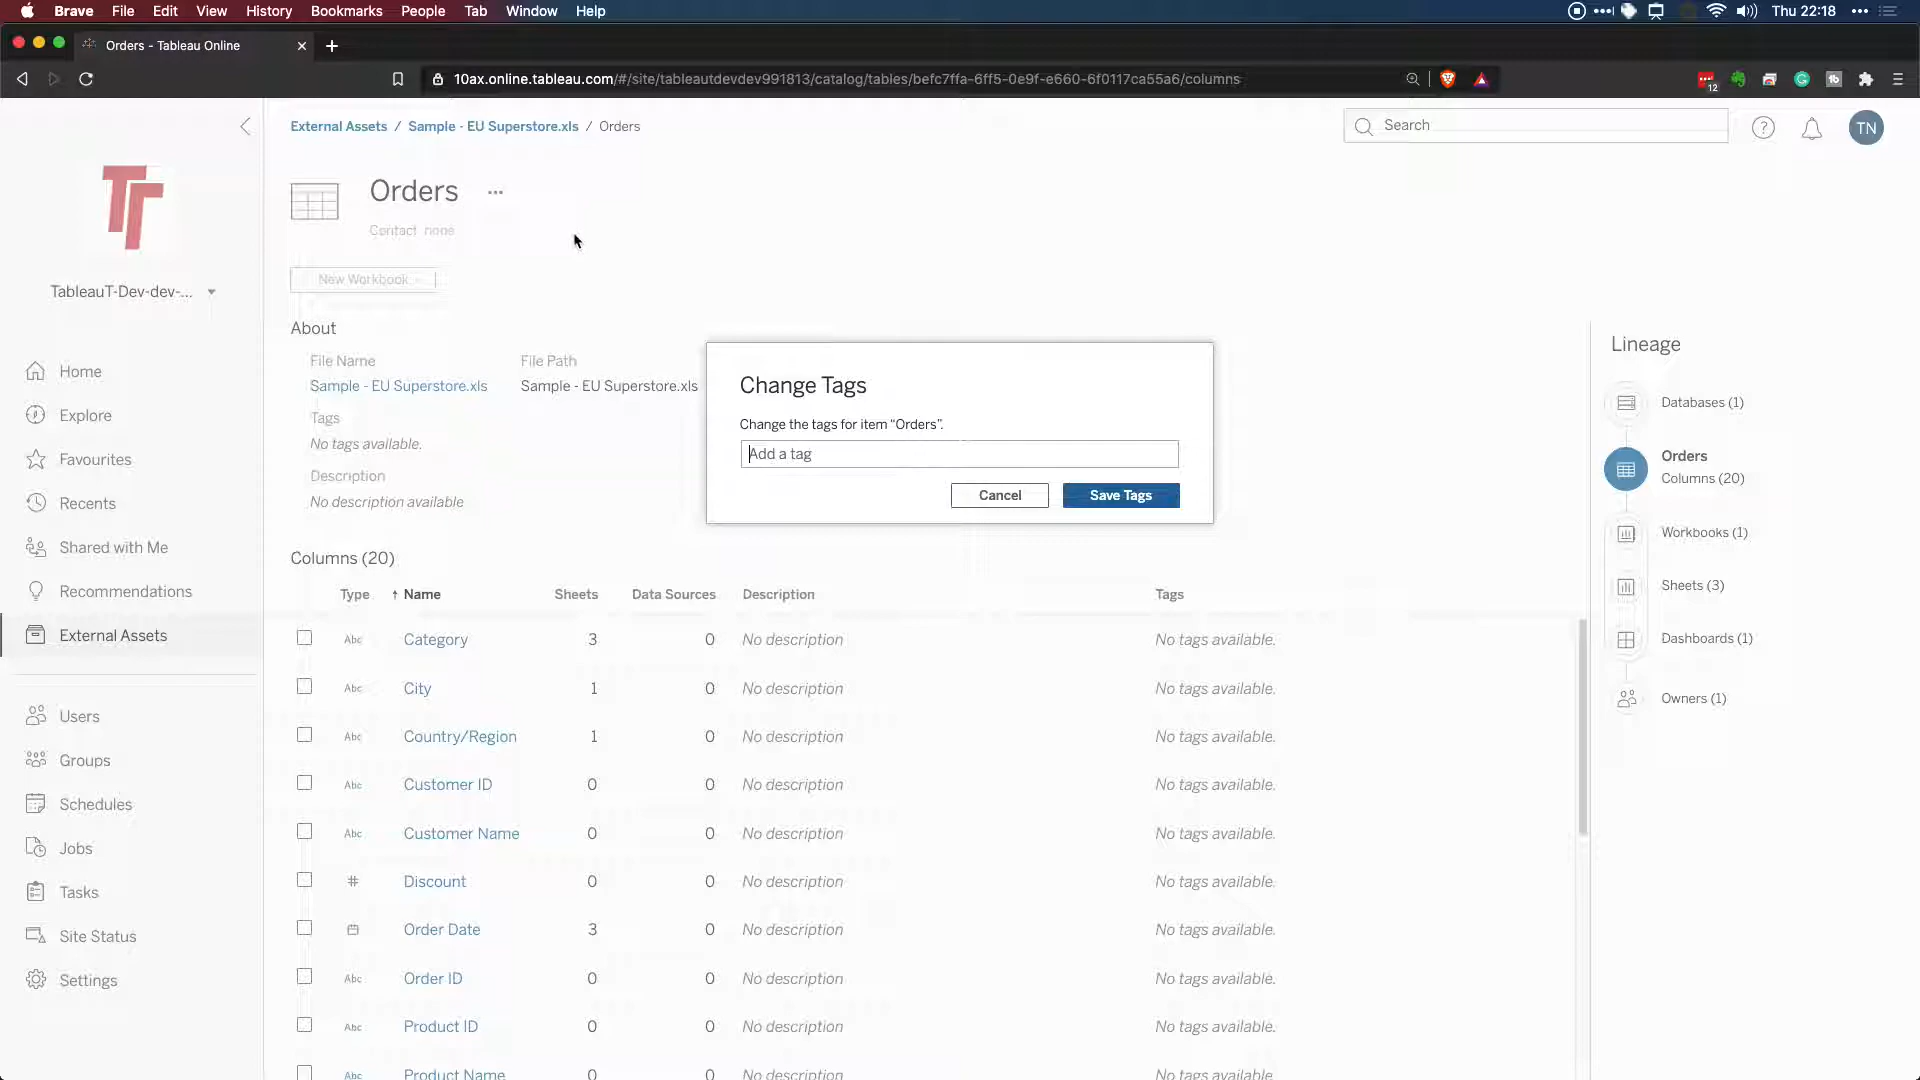 Brave File Edit View History Bookmarks People Tab Window Help Thu 22:18
Orders - Tableau Online
10ax.online.tableau.com/#/site/tableautdevdev991813/catalog/tables/befc7ffa-6ff5-0e9f-e660-6f0117ca55a6/columns
12
External Assets / Sample - EU Superstore.xls / Orders
Search
? TN
TT
Orders ...
Contact none
New Workbook
TableauT-Dev-dev-...
About
File Name File Path
Sample - EU Superstore.xls Sample - EU Superstore.xls
Tags
No tags available.
Description
No description available
Change Tags
Change the tags for item “Orders”.
Add a tag
Cancel Save Tags
Lineage
Databases (1)
Orders
Columns (20)
Workbooks (1)
Sheets (3)
Dashboards (1)
Owners (1)
Home
Explore
Favourites
Recents
Shared with Me
Recommendations
External Assets
Users
Groups
Schedules
Jobs
Tasks
Site Status
Settings
Columns (20)
Type ↑ Name Sheets Data Sources Description Tags
Abc Category 3 0 No description No tags available.
Abc City 1 0 No description No tags available.
Abc Country/Region 1 0 No description No tags available.
Abc Customer ID 0 0 No description No tags available.
Abc Customer Name 0 0 No description No tags available.
# Discount 0 0 No description No tags available.
Order Date 3 0 No description No tags available.
Abc Order ID 0 0 No description No tags available.
Abc Product ID 0 0 No description No tags available.
Abc Product Name 0 0 No description No tags available.